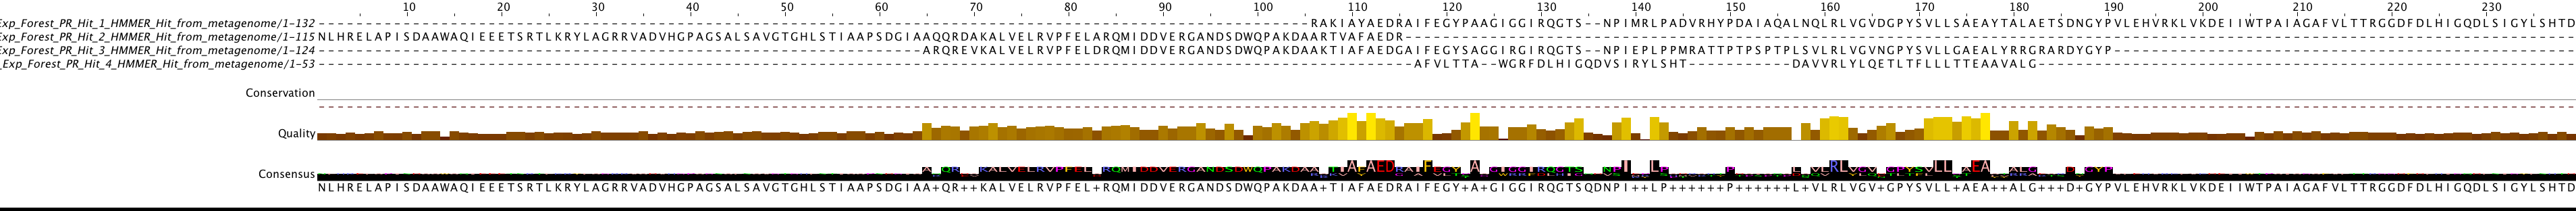 10 20 30 40 50 60 70 80 90 100 110 120 130 140 150 160 170 180 190 200 210 220 230
Exp_Forest_PR_Hit_1_HMMER_Hit_from_metagenome/1-132 ---------------------------------------------------------------------------------------------------------RAKIAYAEDRAIFEGYPAAGIGGIRQGTS--NPIMRLPADVRHYPDAIAQALNQLRLVGVDGPYSVLLSAEAYTALAETSDNGYPVLEHVRKLVKDEIIWTPAIAGAFVLTTRGGDFDLHIGQDLSIGYLSHTD
Exp_Forest_PR_Hit_2_HMMER_Hit_from_metagenome/1-115 NLHRELAPISDAAWAQIEEETSRTLKRYLAGRRVADVHGPAGSALSAVGTGHLSTIAAPSDGIAAQQRDAKALVELRVPFELARQMIDDVERGANDSDWQPAKDAARTVAFAEDR----------------------------------------------------------------------------------------------------------------------------
Exp_Forest_PR_Hit_3_HMMER_Hit_from_metagenome/1-124 ----------------------------------------------------------------ARQREVKALVELRVPFELDRQMIDDVERGANDSDWQPAKDAAKTIAFAEDGAIFEGYSAGGIRGIRQGTS--NPIEPLPPMRATTPTPSPTPLSVLRLVGVNGPYSVLLGAEALYRRGRARDYGYP-------------------------------------------------
_Exp_Forest_PR_Hit_4_HMMER_Hit_from_metagenome/1-53 --------------------------------------------------------------------------------------------------------------------AFVLTTA--WGRFDLHIGQDVSIRYLSHT-----------DAVVRLYLQETLTFLLLTTEAAVALG---------------------------------------------------------
Conservation
Quality
Consensus
NLHRELAPISDAAWAQIEEETSRTLKRYLAGRRVADVHGPAGSALSAVGTGHLSTIAAPSDGIAA+QR++KALVELRVPFEL+RQMIDDVERGANDSDWQPAKDAA+TIAFAEDRAIFEGY+A+GIGGIRQGTSQDNPI++LP++++++P++++++L+VLRLVGV+GPYSVLL+AEA++ALG+++D+GYPVLEHVRKLVKDEIIWTPAIAGAFVLTTRGGDFDLHIGQDLSIGYLSHTD